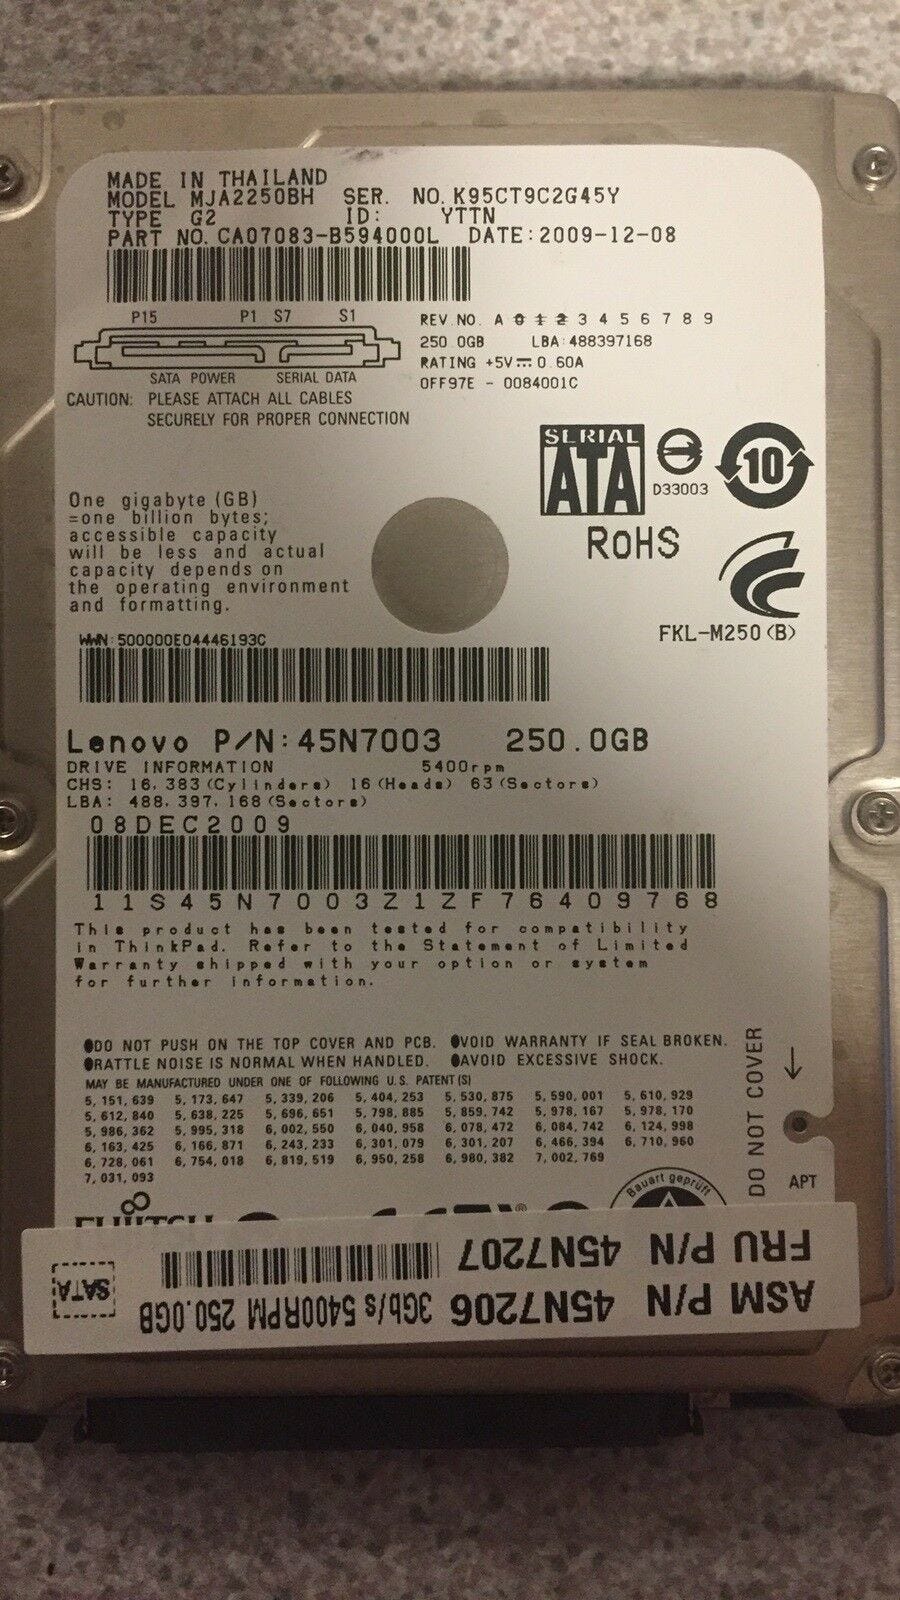 MADE IN THAILAND
MODEL MJA2250BH SER. NO. K95CT9C2G45Y
TYPE G2 ID: YTTN
PART NO. CA07083-B594000L DATE:2009-12-08
P15 P1 S7 S1
SATA POWER SERIAL DATA
REV.NO. A 0 1 2 3 4 5 6 7 8 9
250.0GB LBA:488397168
RATING +5V⎓0.60A
0FF97E - 0084001C
CAUTION: PLEASE ATTACH ALL CABLES
SECURELY FOR PROPER CONNECTION
SERIAL
ATA
D33003
10
RoHS
FKL-M250(B)
One gigabyte (GB)
=one billion bytes;
accessible capacity
will be less and actual
capacity depends on
the operating environment
and formatting.
WWN:500000E04446193C
Lenovo P/N:45N7003 250.0GB
DRIVE INFORMATION 5400rpm
CHS: 16,383(Cylinders) 16(Heads) 63(Sectors)
LBA: 488,397,168(Sectors)
08DEC2009
11S45N7003Z1ZF76409768
This product has been tested for compatibility
in ThinkPad. Refer to the Statement of Limited
Warranty shipped with your option or system
for further information.
●DO NOT PUSH ON THE TOP COVER AND PCB. ●VOID WARRANTY IF SEAL BROKEN.
●RATTLE NOISE IS NORMAL WHEN HANDLED. ●AVOID EXCESSIVE SHOCK.
MAY BE MANUFACTURED UNDER ONE OF FOLLOWING U.S. PATENT(S)
5,151,639 5,173,647 5,339,206 5,404,253 5,530,875 5,590,001 5,610,929
5,612,840 5,638,225 5,696,651 5,798,885 5,859,742 5,978,167 5,978,170
5,986,362 5,995,318 6,002,550 6,040,958 6,078,472 6,084,742 6,124,998
6,163,425 6,166,871 6,243,233 6,301,079 6,301,207 6,466,394 6,710,960
6,728,061 6,754,018 6,819,519 6,950,258 6,980,382 7,002,769
7,031,093
DO NOT COVER
APT
FUJITSU
Bauart geprüft
ASM P/N 45N7206 3Gb/s 5400RPM 250.0GB
FRU P/N 45N7207
SATA